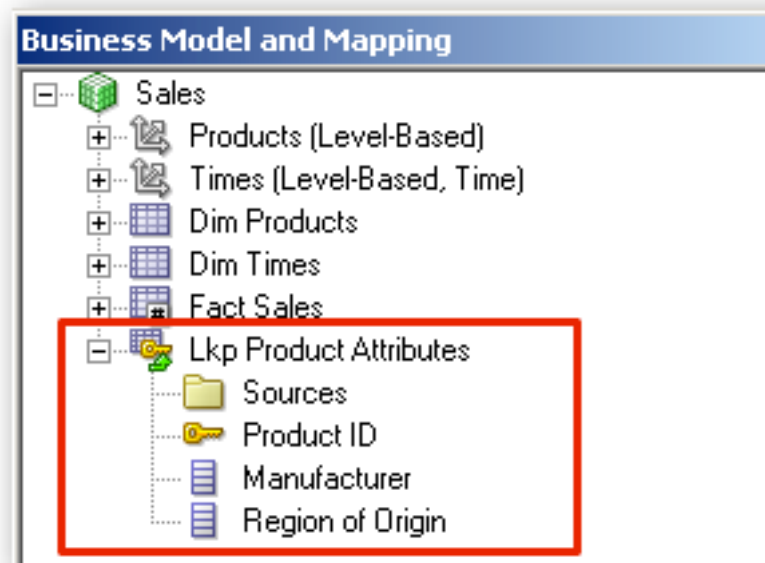 Business Model and Mapping
Sales
Products (Level-Based)
Times (Level-Based, Time)
Dim Products
Dim Times
Fact Sales
Lkp Product Attributes
Sources
Product ID
Manufacturer
Region of Origin